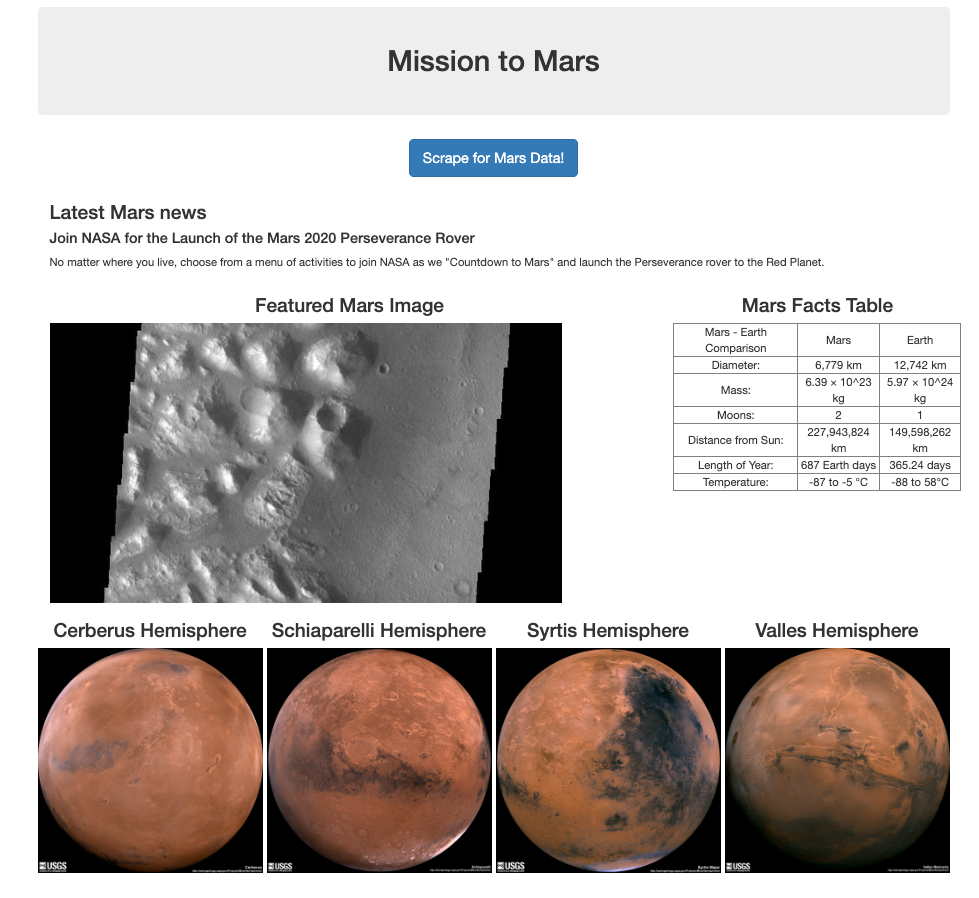 Mission to Mars
Scrape for Mars Data!
Latest Mars news
Join NASA for the Launch of the Mars 2020 Perseverance Rover
No matter where you live, choose from a menu of activities to join NASA as we "Countdown to Mars" and launch the Perseverance rover to the Red Planet.
Featured Mars Image
Mars Facts Table
Mars - Earth
Comparison
Mars
Earth
Diameter:
6,779 km
12,742 km
Mass:
6.39 × 10^23
kg
5.97 × 10^24
kg
Moons:
2
1
Distance from Sun:
227,943,824
km
149,598,262
km
Length of Year:
687 Earth days
365.24 days
Temperature:
-87 to -5 °C
-88 to 58°C
Cerberus Hemisphere
Schiaparelli Hemisphere
Syrtis Hemisphere
Valles Hemisphere
USGS
Cerberus
USGS
Schiaparelli
USGS
Syrtis Major
USGS
Valles Marineris